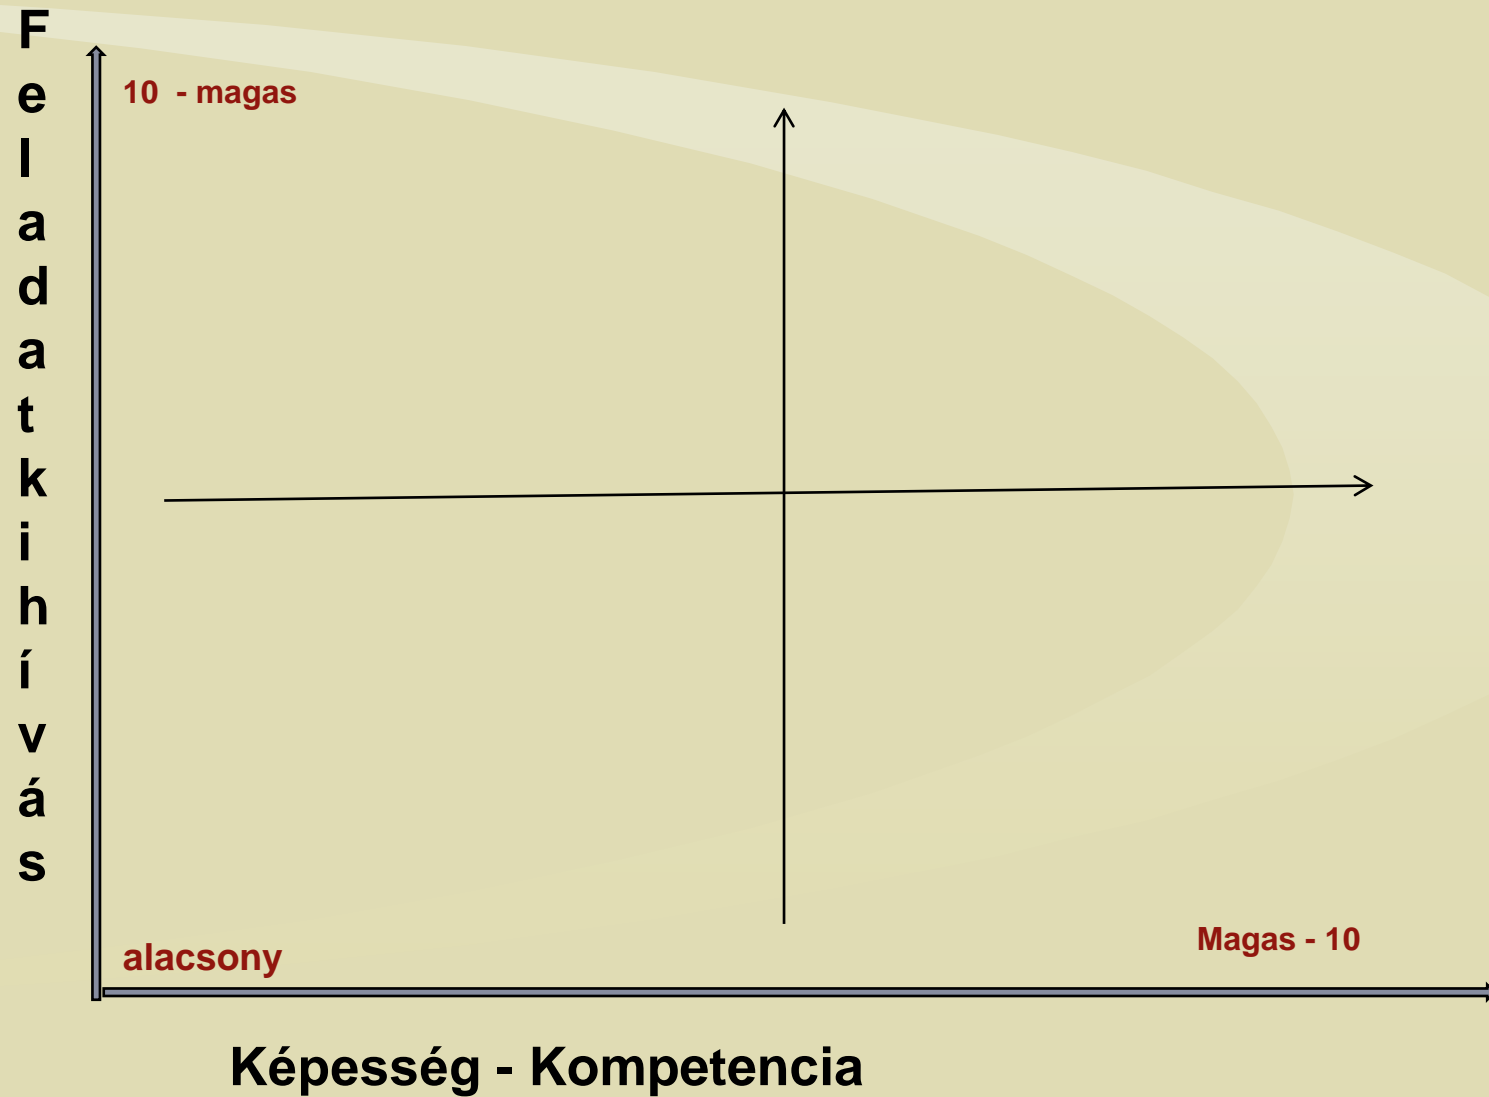 Feladatkihívás
10 - magas
alacsony
Magas - 10
Képesség - Kompetencia